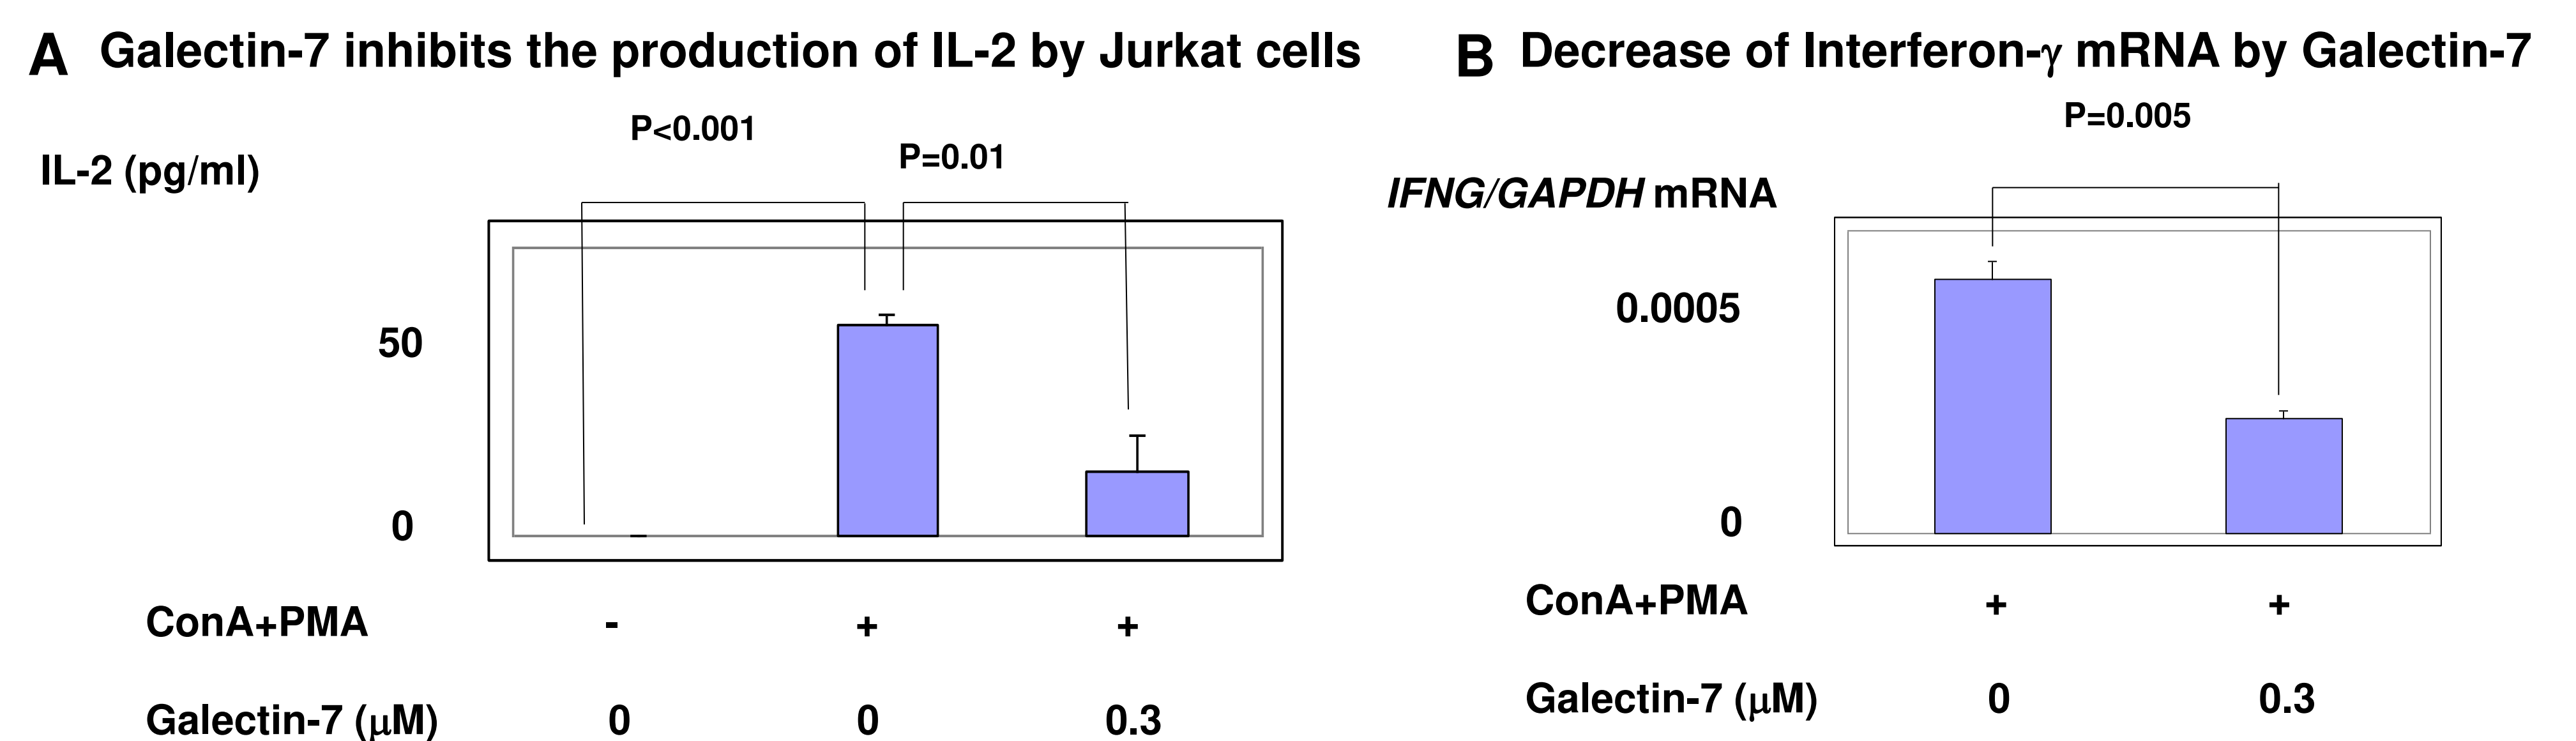 A Galectin-7 inhibits the production of IL-2 by Jurkat cells
P<0.001
P=0.01
IL-2 (pg/ml)
50
0
ConA+PMA - + +
Galectin-7 (μM) 0 0 0.3
B Decrease of Interferon-γ mRNA by Galectin-7
P=0.005
IFNG/GAPDH mRNA
0.0005
0
ConA+PMA + +
Galectin-7 (μM) 0 0.3